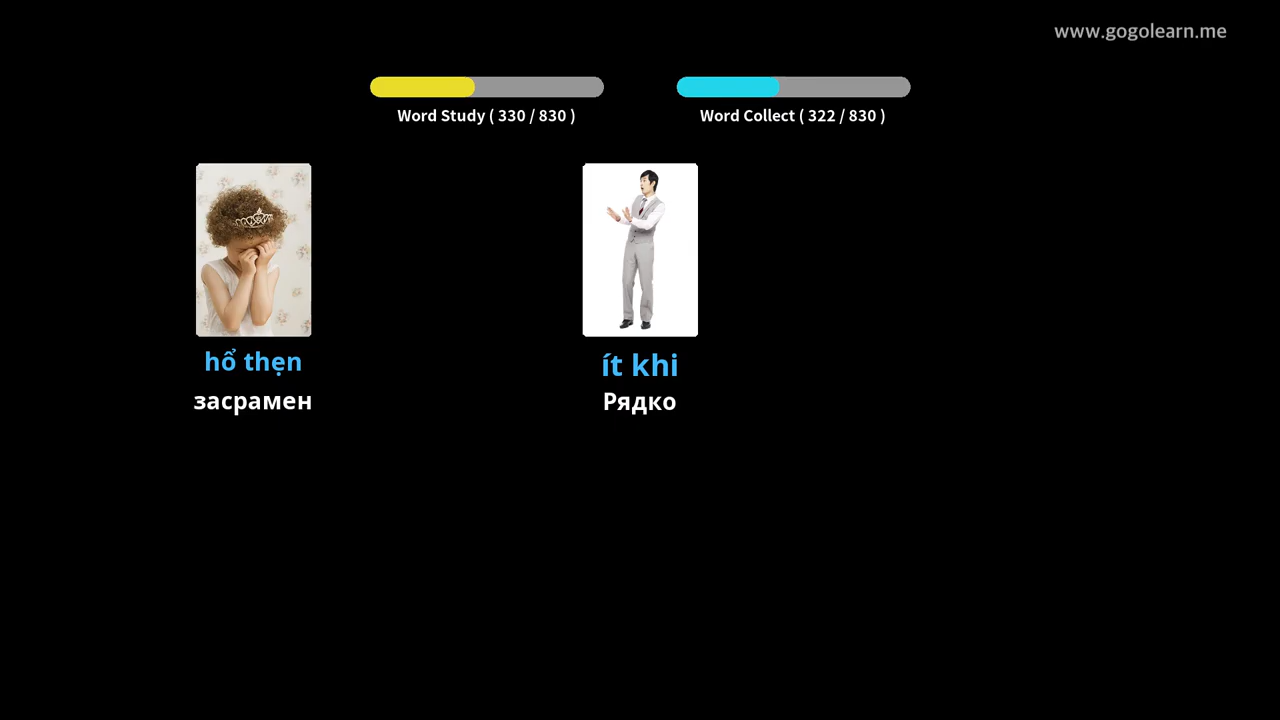 www.gogolearn.me
Word Study ( 330 / 830 )
Word Collect ( 322 / 830 )
hổ thẹn
засрамен
ít khi
Рядко